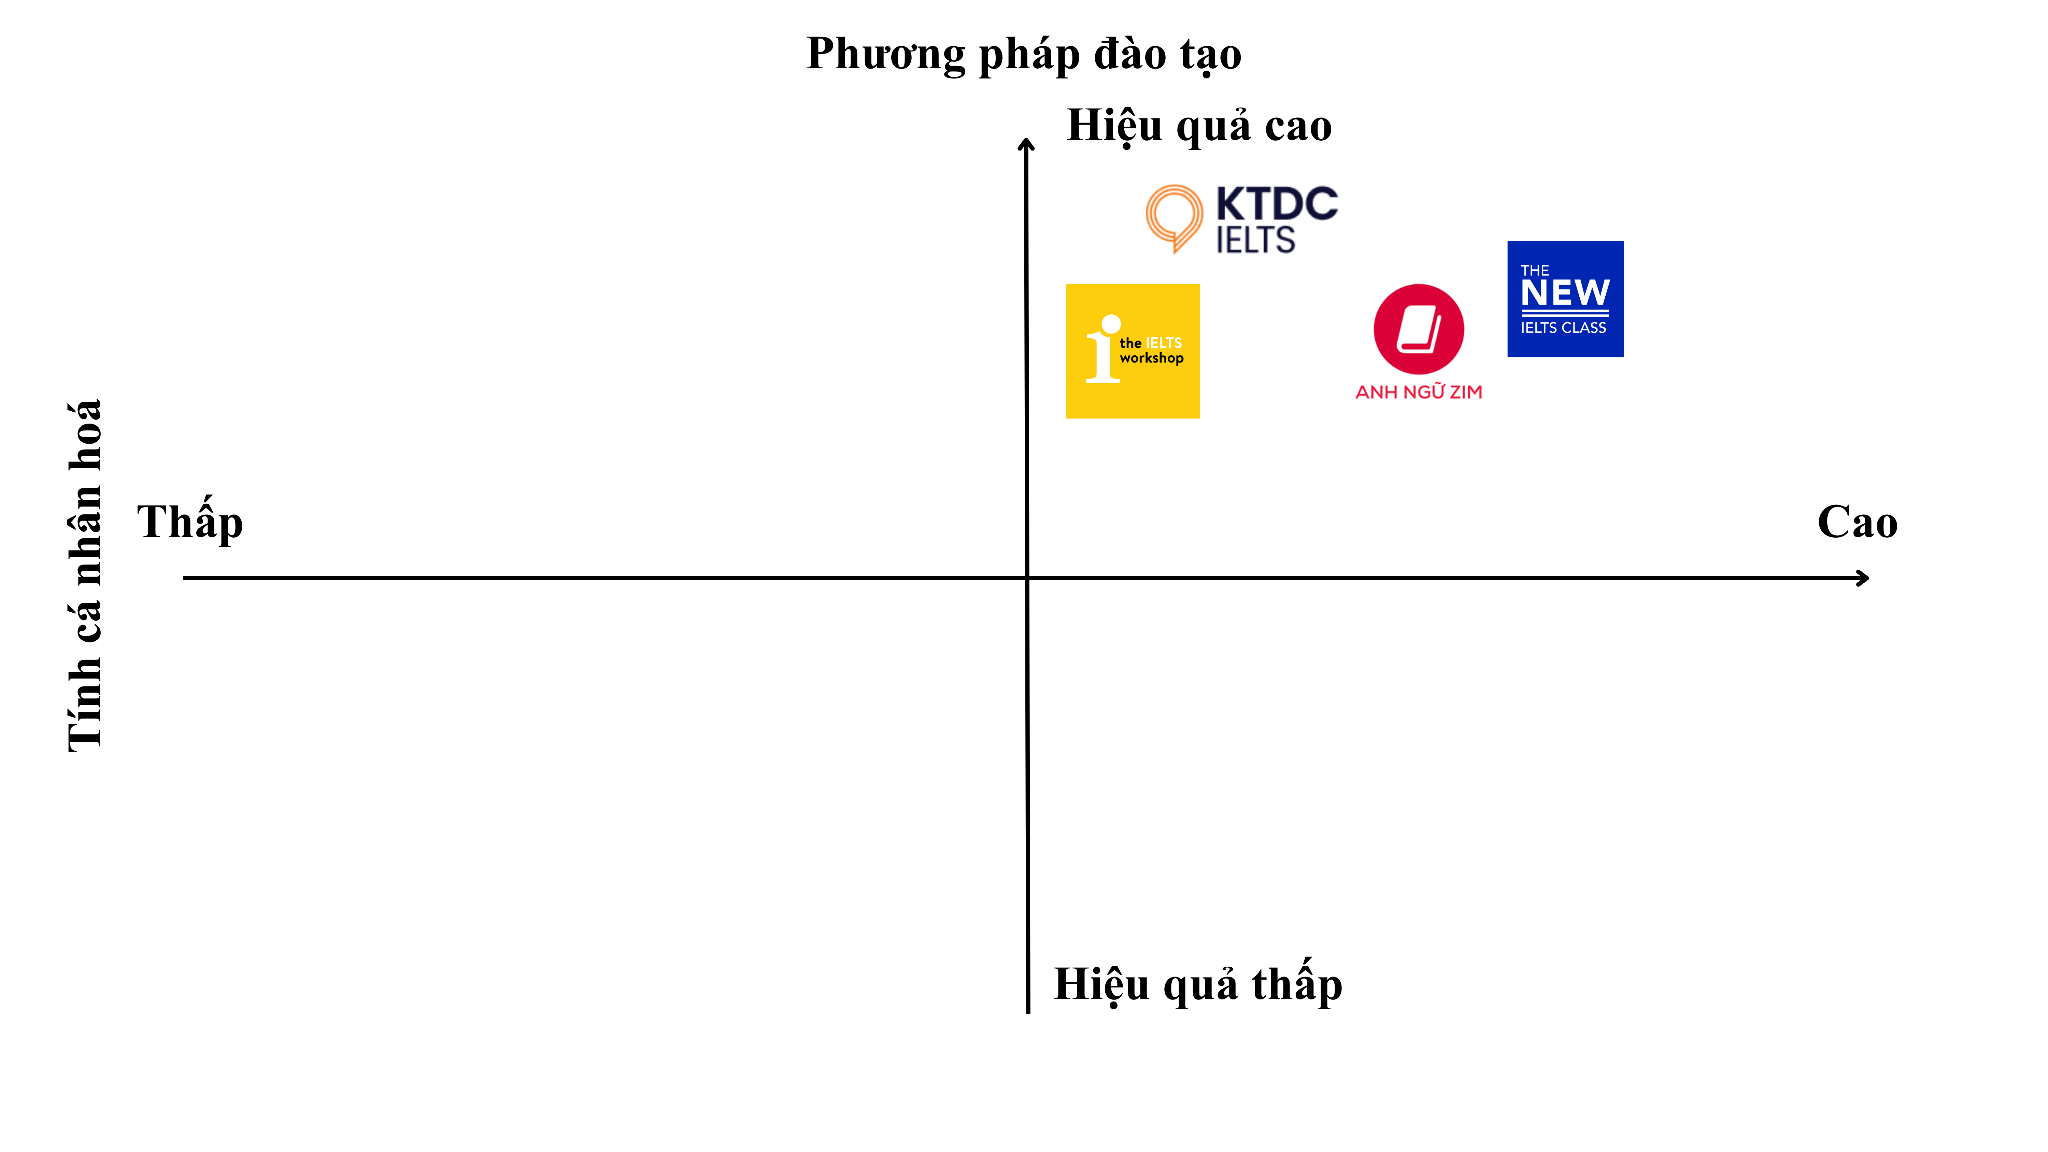 Phương pháp đào tạo
Hiệu quả cao
KTDC
IELTS
THE
NEW
IELTS CLASS
the IELTS
workshop
ANH NGỮ ZIM
Tính cá nhân hoá
Thấp
Cao
Hiệu quả thấp